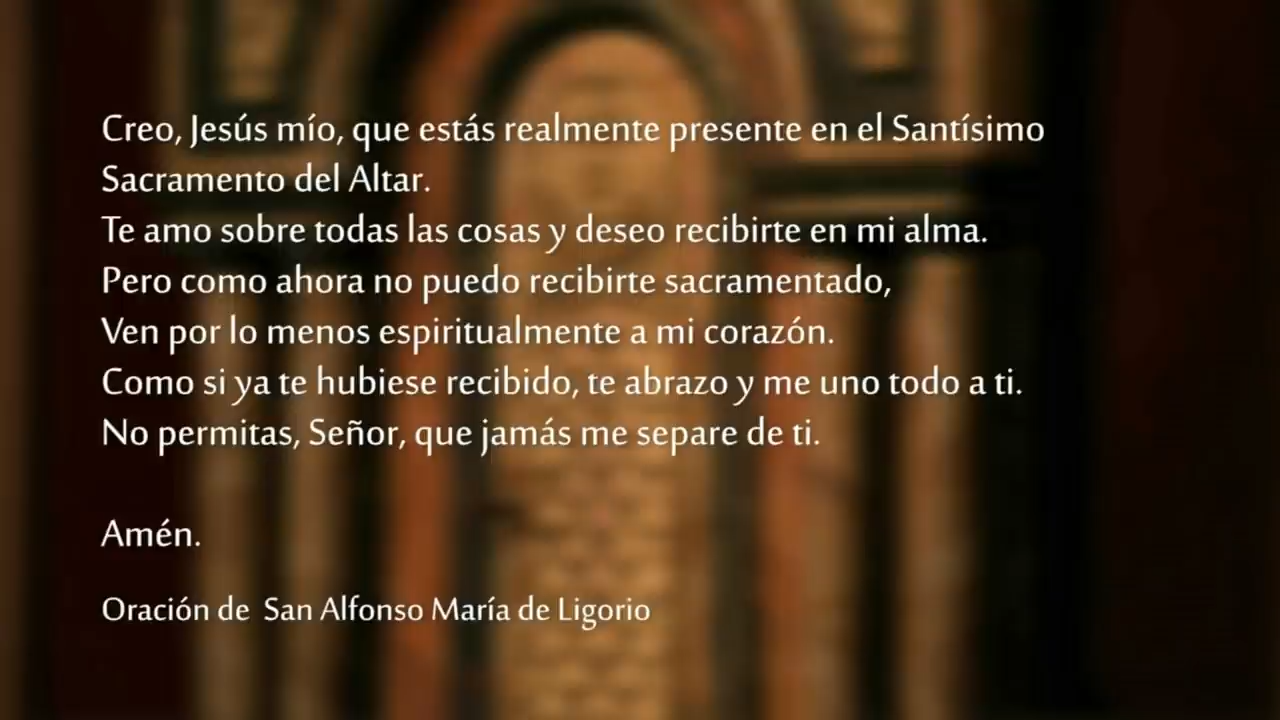 Creo, Jesús mío, que estás realmente presente en el Santísimo
Sacramento del Altar.
Te amo sobre todas las cosas y deseo recibirte en mi alma.
Pero como ahora no puedo recibirte sacramentado,
Ven por lo menos espiritualmente a mi corazón.
Como si ya te hubiese recibido, te abrazo y me uno todo a ti.
No permitas, Señor, que jamás me separe de ti.
Amén.
Oración de San Alfonso María de Ligorio